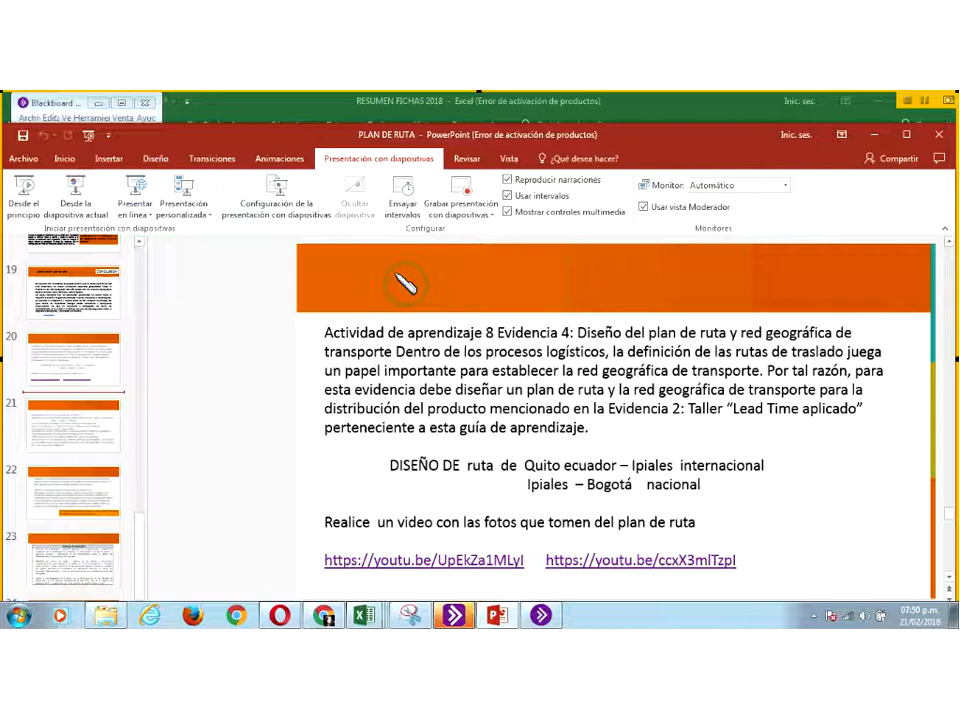 RESUMEN FICHAS 2018 - Excel (Error de activación de productos)
Inic. ses.
Blackboard ...
PLAN DE RUTA - PowerPoint (Error de activación de productos)
Inic. ses.
Archivo Inicio Insertar Diseño Transiciones Animaciones Presentación con diapositivas Revisar Vista ¿Qué desea hacer? Compartir
Desde el principio
Desde la diapositiva actual
Presentar en línea
Presentación personalizada
Configuración de la presentación con diapositivas
Ocultar diapositiva
Ensayar intervalos
Grabar presentación con diapositivas
Reproducir narraciones
Usar intervalos
Mostrar controles multimedia
Monitor: Automático
Usar vista Moderador
Iniciar presentación con diapositivas Configurar Monitores
19
20
21
22
23
Actividad de aprendizaje 8 Evidencia 4: Diseño del plan de ruta y red geográfica de
transporte Dentro de los procesos logísticos, la definición de las rutas de traslado juega
un papel importante para establecer la red geográfica de transporte. Por tal razón, para
esta evidencia debe diseñar un plan de ruta y la red geográfica de transporte para la
distribución del producto mencionado en la Evidencia 2: Taller “Lead Time aplicado”
perteneciente a esta guía de aprendizaje.
DISEÑO DE ruta de Quito ecuador – Ipiales internacional
Ipiales – Bogotá nacional
Realice un video con las fotos que tomen del plan de ruta
https://youtu.be/UpEkZa1MLyI https://youtu.be/ccxX3mlTzpI
07:50 p.m.
21/02/2018